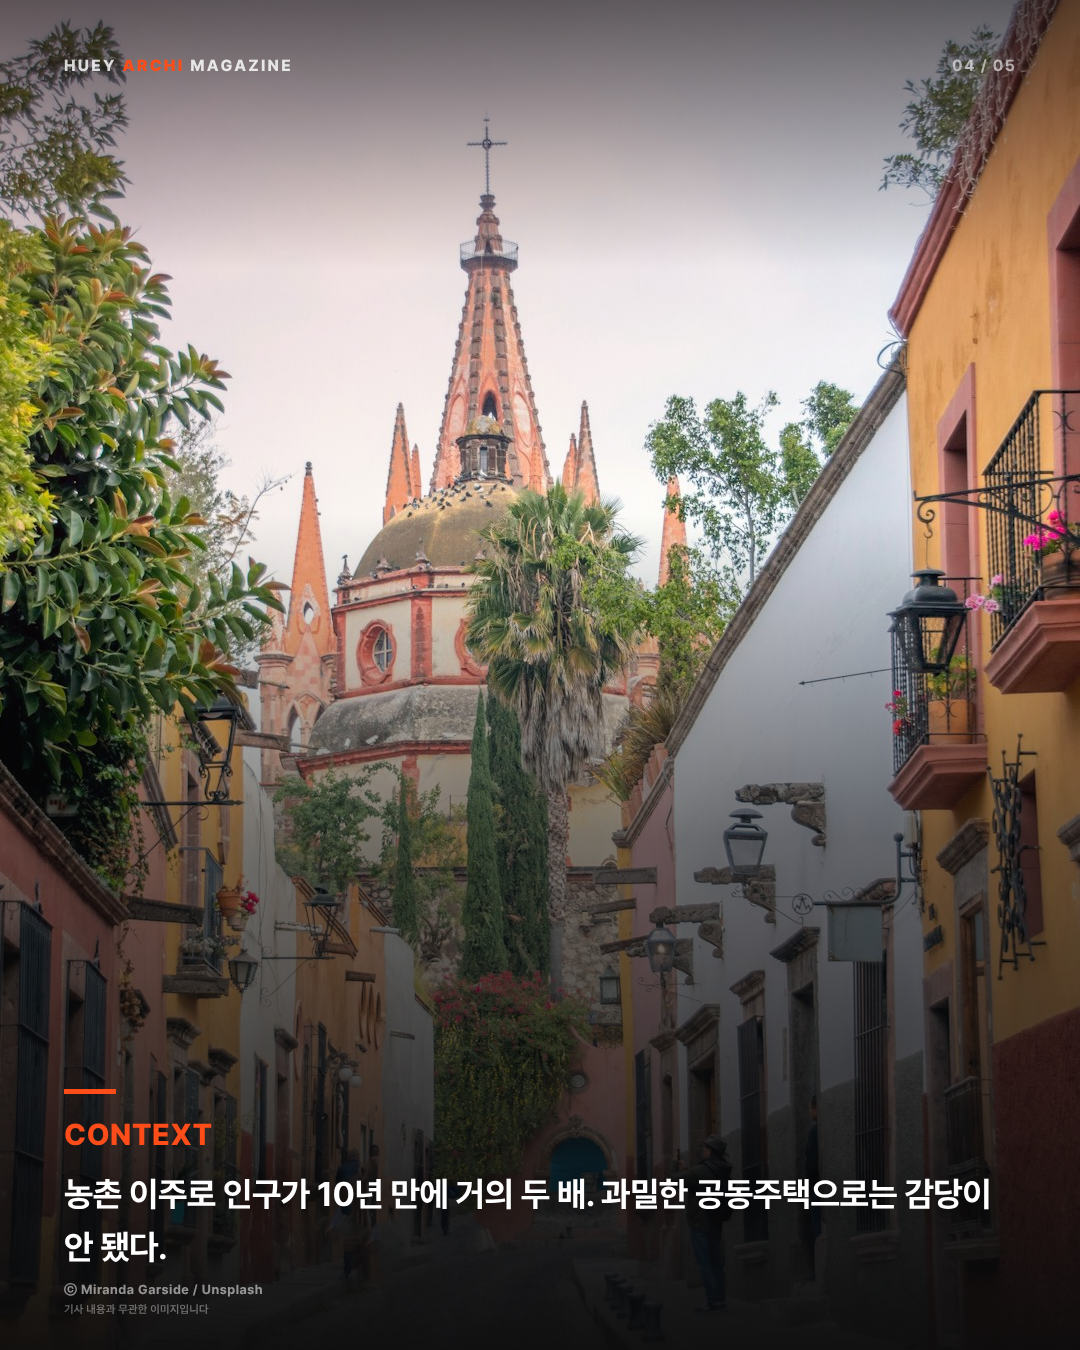 HUEY ARCHI MAGAZINE
04 / 05
CONTEXT
농촌 이주로 인구가 10년 만에 거의 두 배. 과밀한 공동주택으로는 감당이
안 됐다.
© Miranda Garside / Unsplash
기사 내용과 무관한 이미지입니다